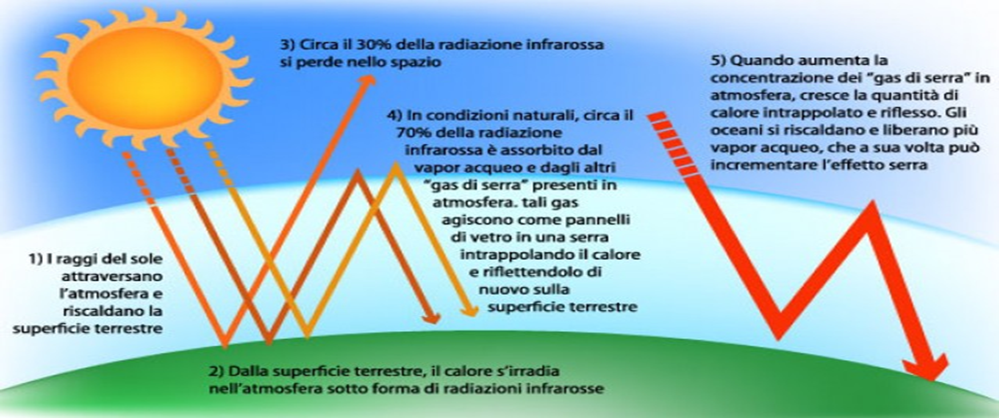 1) I raggi del sole
attraversano
l'atmosfera e
riscaldano la
superficie terrestre
2) Dalla superficie terrestre, il calore s'irradia
nell'atmosfera sotto forma di radiazioni infrarosse
3) Circa il 30% della radiazione infrarossa
si perde nello spazio
4) In condizioni naturali, circa il
70% della radiazione
infrarossa è assorbito dal
vapor acqueo e dagli altri
"gas di serra" presenti in
atmosfera. tali gas
agiscono come pannelli
di vetro in una serra
intrappolando il calore
e riflettendolo di
nuovo sulla
superficie terrestre
5) Quando aumenta la
concentrazione dei "gas di serra" in
atmosfera, cresce la quantità di
calore intrappolato e riflesso. Gli
oceani si riscaldano e liberano più
vapor acqueo, che a sua volta può
incrementare l'effetto serra